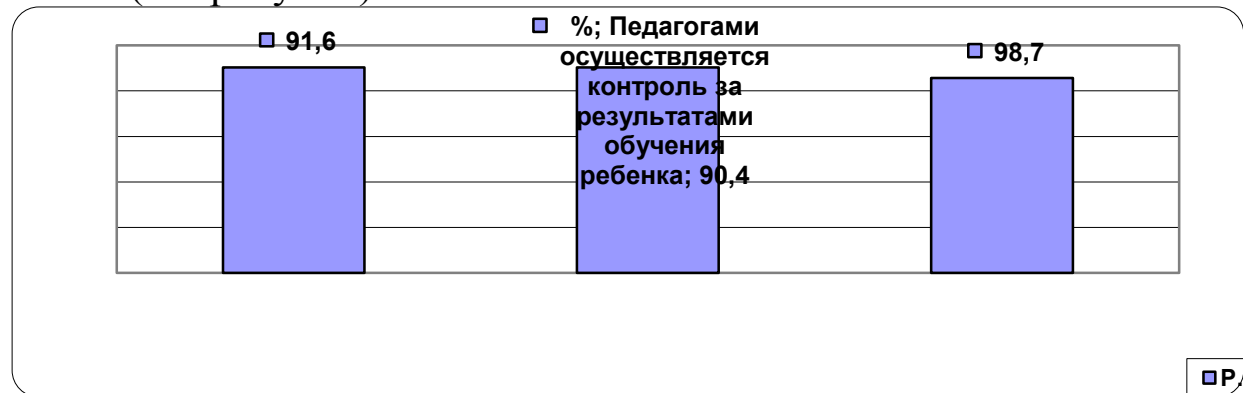 91,6
%; Педагогами
осуществляется
контроль за
результатами
обучения
ребенка; 90,4
98,7